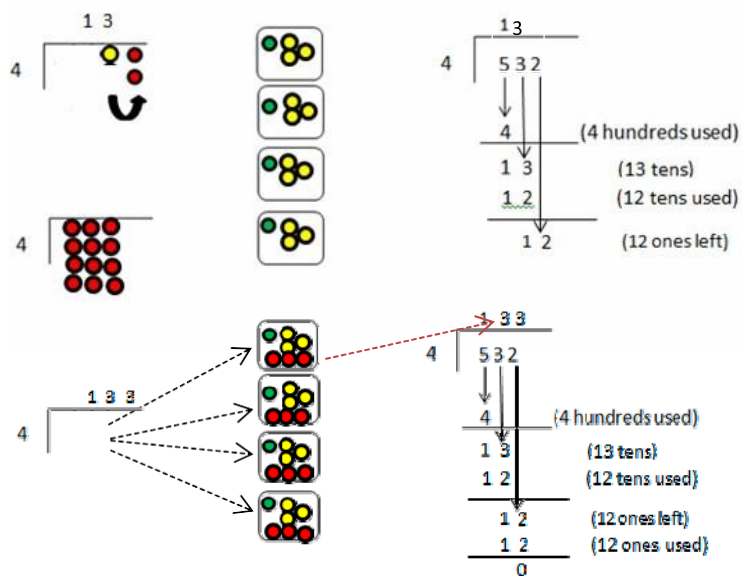 1 3
4
4
1 3
4 5 3 2
4 (4 hundreds used)
1 3 (13 tens)
1 2 (12 tens used)
1 2 (12 ones left)
1 3 3
4
1 3 3
4 5 3 2
4 (4 hundreds used)
1 3 (13 tens)
1 2 (12 tens used)
1 2 (12 ones left)
1 2 (12 ones used)
0